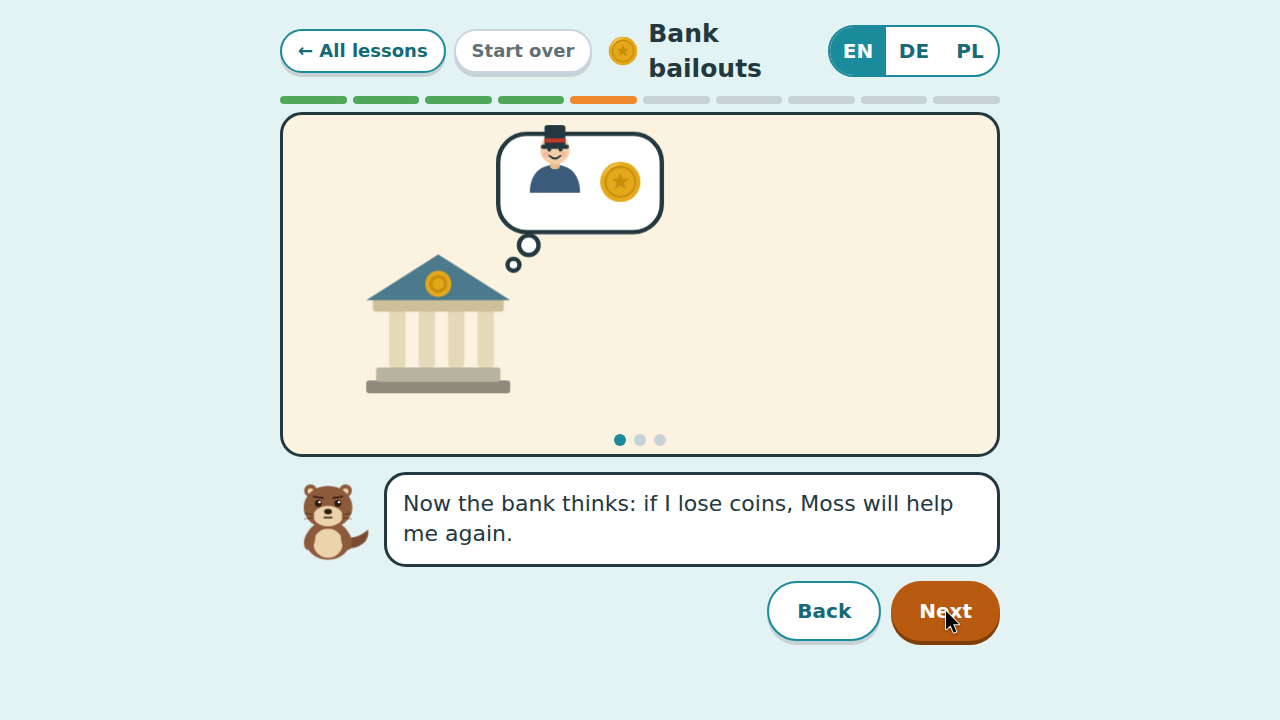 ← All lessons
Start over
Bank
bailouts
EN
DE
PL
Now the bank thinks: if I lose coins, Moss will help
me again.
Back
Next